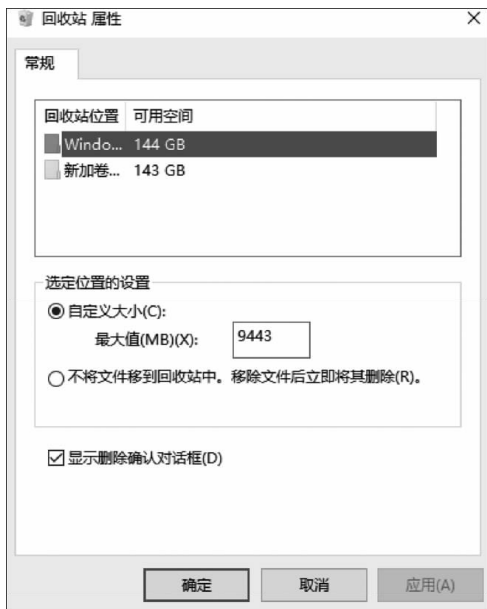 回收站 属性
常规
回收站位置 可用空间
Windo... 144 GB
新加卷... 143 GB
选定位置的设置
自定义大小(C):
最大值(MB)(X): 9443
不将文件移到回收站中。移除文件后立即将其删除(R)。
显示删除确认对话框(D)
确定 取消 应用(A)